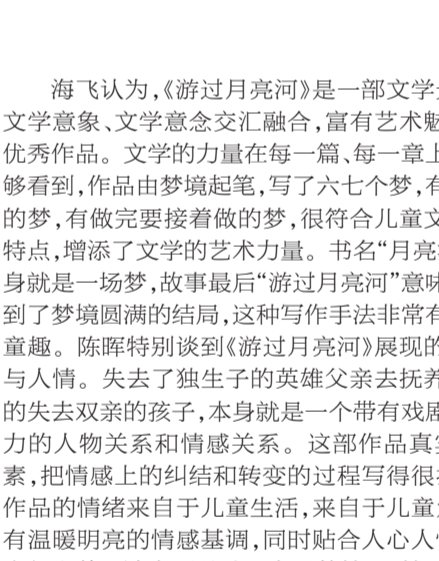 海飞认为,《游过月亮河》是一部文学
文学意象、文学意念交汇融合,富有艺术魅
优秀作品。文学的力量在每一篇、每一章上
够看到,作品由梦境起笔,写了六七个梦,有
的梦,有做完要接着做的梦,很符合儿童文
特点,增添了文学的艺术力量。书名“月亮
身就是一场梦,故事最后“游过月亮河”意味
到了梦境圆满的结局,这种写作手法非常有
童趣。陈晖特别谈到《游过月亮河》展现的
与人情。失去了独生子的英雄父亲去抚养
的失去双亲的孩子,本身就是一个带有戏剧
力的人物关系和情感关系。这部作品真实
素,把情感上的纠结和转变的过程写得很
作品的情绪来自于儿童生活,来自于儿童
有温暖明亮的情感基调,同时贴合人心人